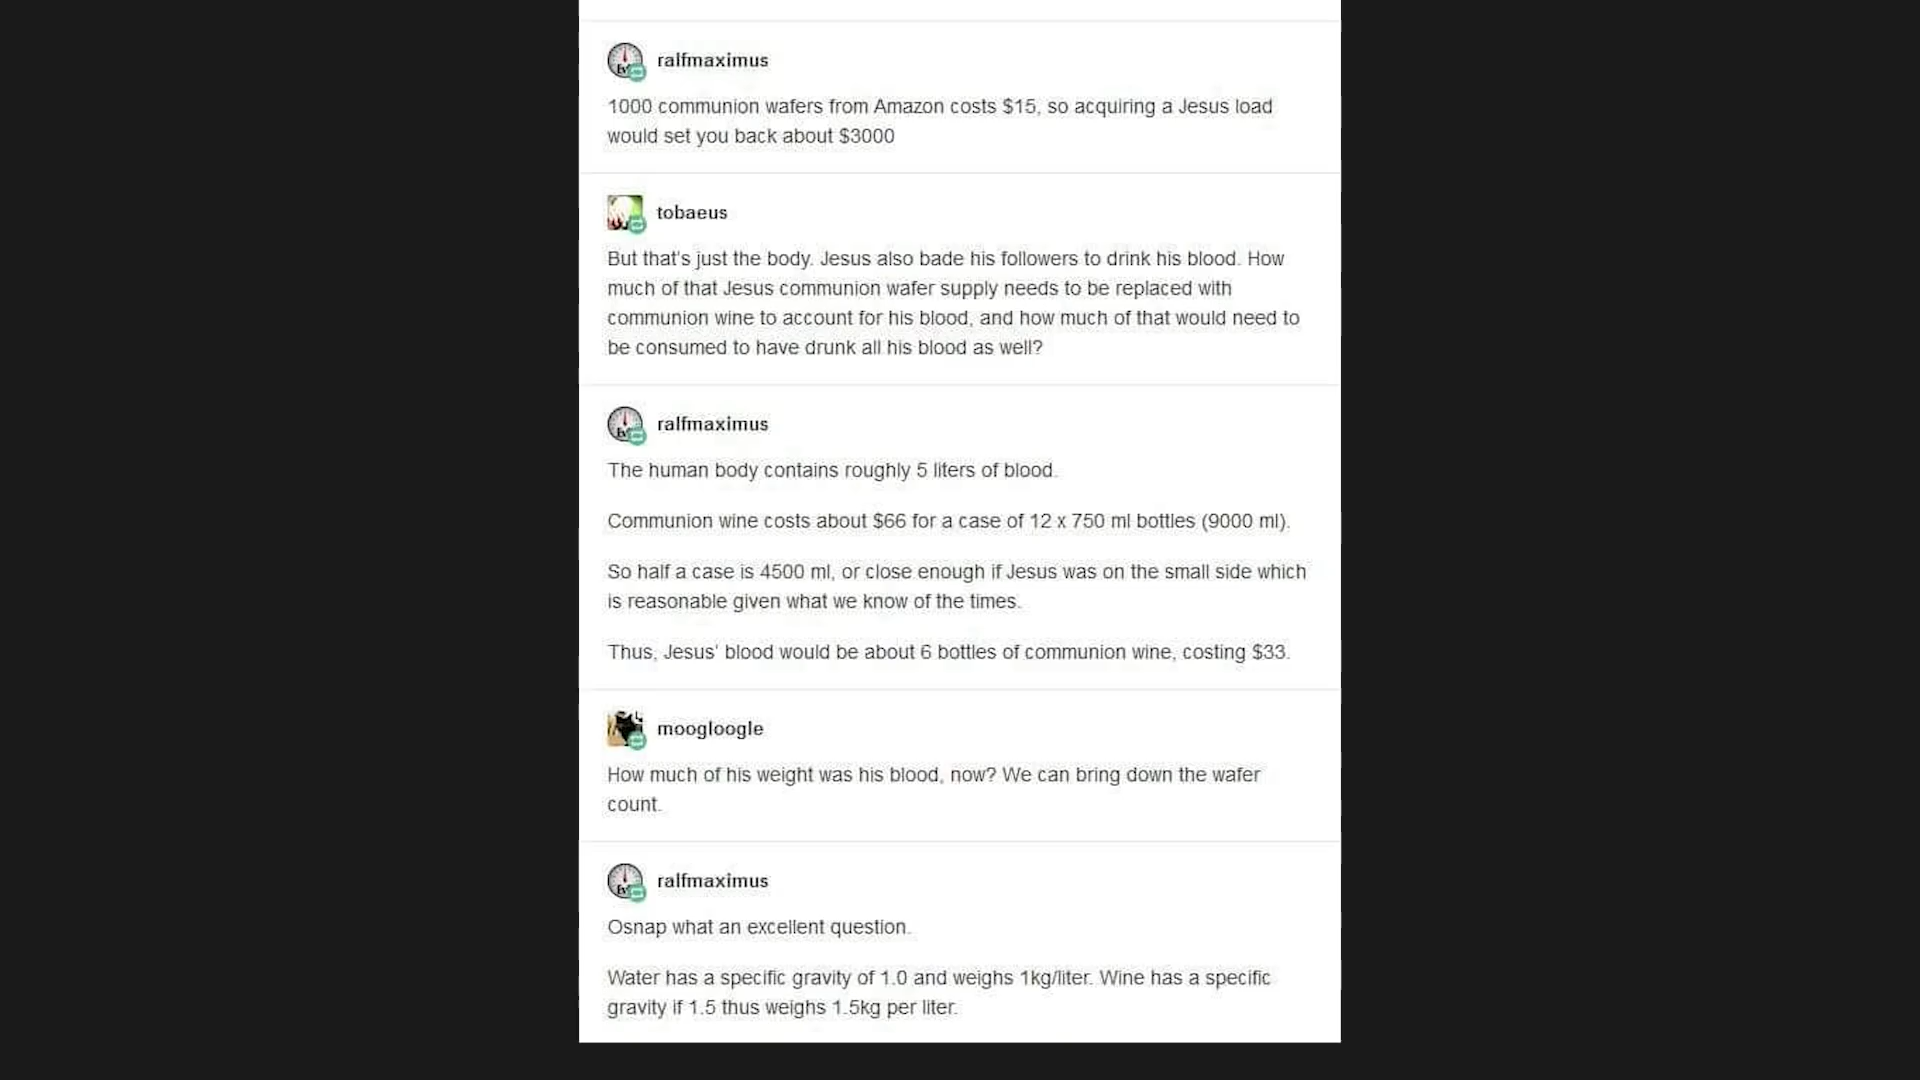 ralfmaximus
1000 communion wafers from Amazon costs $15, so acquiring a Jesus load
would set you back about $3000
tobaeus
But that's just the body. Jesus also bade his followers to drink his blood. How
much of that Jesus communion wafer supply needs to be replaced with
communion wine to account for his blood, and how much of that would need to
be consumed to have drunk all his blood as well?
ralfmaximus
The human body contains roughly 5 liters of blood.
Communion wine costs about $66 for a case of 12 x 750 ml bottles (9000 ml).
So half a case is 4500 ml, or close enough if Jesus was on the small side which
is reasonable given what we know of the times.
Thus, Jesus' blood would be about 6 bottles of communion wine, costing $33.
moogloogle
How much of his weight was his blood, now? We can bring down the wafer
count.
ralfmaximus
Osnap what an excellent question.
Water has a specific gravity of 1.0 and weighs 1kg/liter. Wine has a specific
gravity if 1.5 thus weighs 1.5kg per liter.